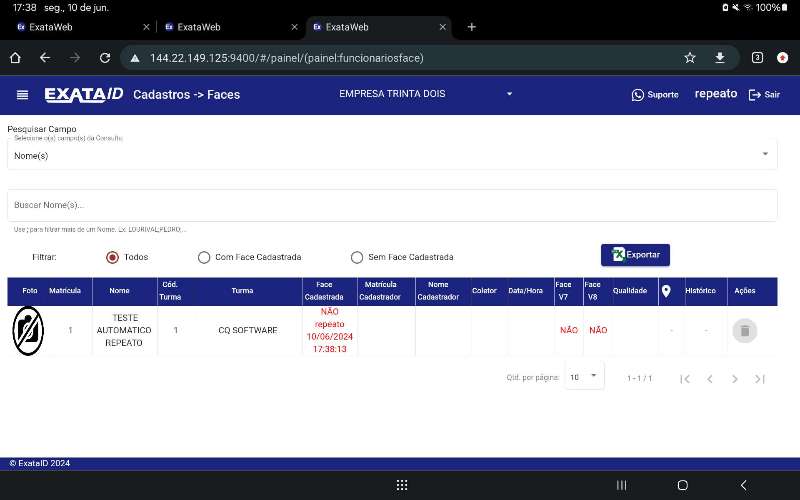 17:38 seg., 10 de jun. 100%
ExataWeb ExataWeb ExataWeb
144.22.149.125:9400/#/painel/(painel:funcionariosface) 3
EXATAID Cadastros -> Faces EMPRESA TRINTA DOIS Suporte repeato Sair
Pesquisar Campo
Selecione o(s) campo(s) da Consulta
Nome(s)
Buscar Nome(s)...
Use ; para filtrar mais de um Nome. Ex: LOURIVAL;PEDRO;...
Filtrar: Todos Com Face Cadastrada Sem Face Cadastrada Exportar
Foto Matrícula Nome Cód. Turma Turma Face Cadastrada Matrícula Cadastrador Nome Cadastrador Coletor Data/Hora Face V7 Face V8 Qualidade Histórico Ações
1 TESTE AUTOMATICO REPEATO 1 CQ SOFTWARE NÃO repeato 10/06/2024 17:38:13 NÃO NÃO - -
Qtd. por página: 10 1 - 1 / 1
© ExataID 2024